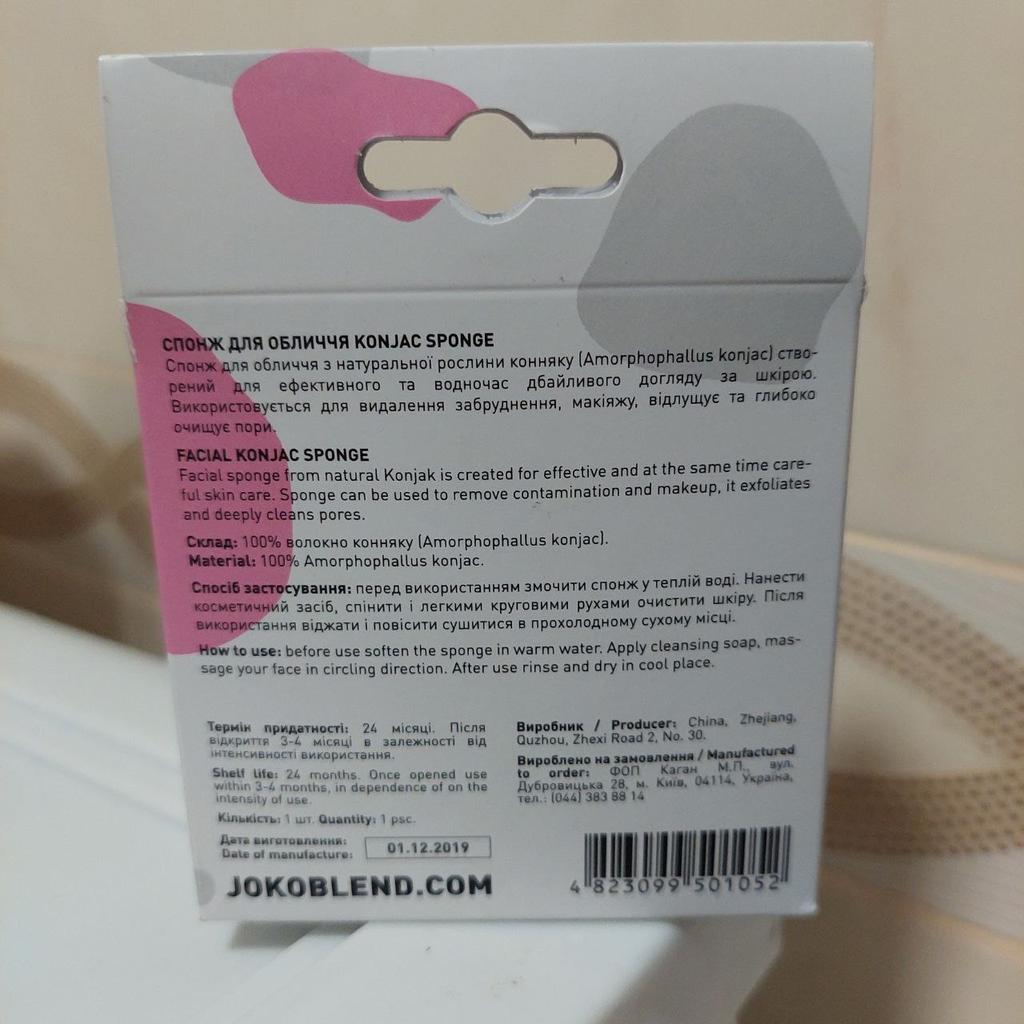 СПОНЖ ДЛЯ ОБЛИЧЧЯ KONJAC SPONGE
Спонж для обличчя з натуральної рослини конняку (Amorphophallus konjac) ство-
рений для ефективного та водночас дбайливого догляду за шкірою.
Використовується для видалення забруднення, макіяжу, відлущує та глибоко
очищує пори.
FACIAL KONJAC SPONGE
Facial sponge from natural Konjak is created for effective and at the same time care-
ful skin care. Sponge can be used to remove contamination and makeup, it exfoliates
and deeply cleans pores.
Склад: 100% волокно конняку (Amorphophallus konjac).
Material: 100% Amorphophallus konjac.
Спосіб застосування: перед використанням змочити спонж у теплій воді. Нанести
косметичний засіб, спінити і легкими круговими рухами очистити шкіру. Після
використання віджати і повісити сушитися в прохолодному сухому місці.
How to use: before use soften the sponge in warm water. Apply cleansing soap, mas-
sage your face in circling direction. After use rinse and dry in cool place.
Термін придатності: 24 місяці. Після
відкриття 3-4 місяці в залежності від
інтенсивності використання.
Shelf life: 24 months. Once opened use
within 3-4 months, in dependence of on the
intensity of use.
Кількість: 1 шт. Quantity: 1 psc.
Дата виготовлення:
Date of manufacture:
01.12.2019
JOKOBLEND.COM
Виробник / Producer: China, Zhejiang,
Quzhou, Zhexi Road 2, No. 30.
Вироблено на замовлення / Manufactured
to order: ФОП Каган М.П., вул.
Дубровицька 28, м. Київ, 04114, Україна,
тел.: (044) 383 88 14
4 823099 501052